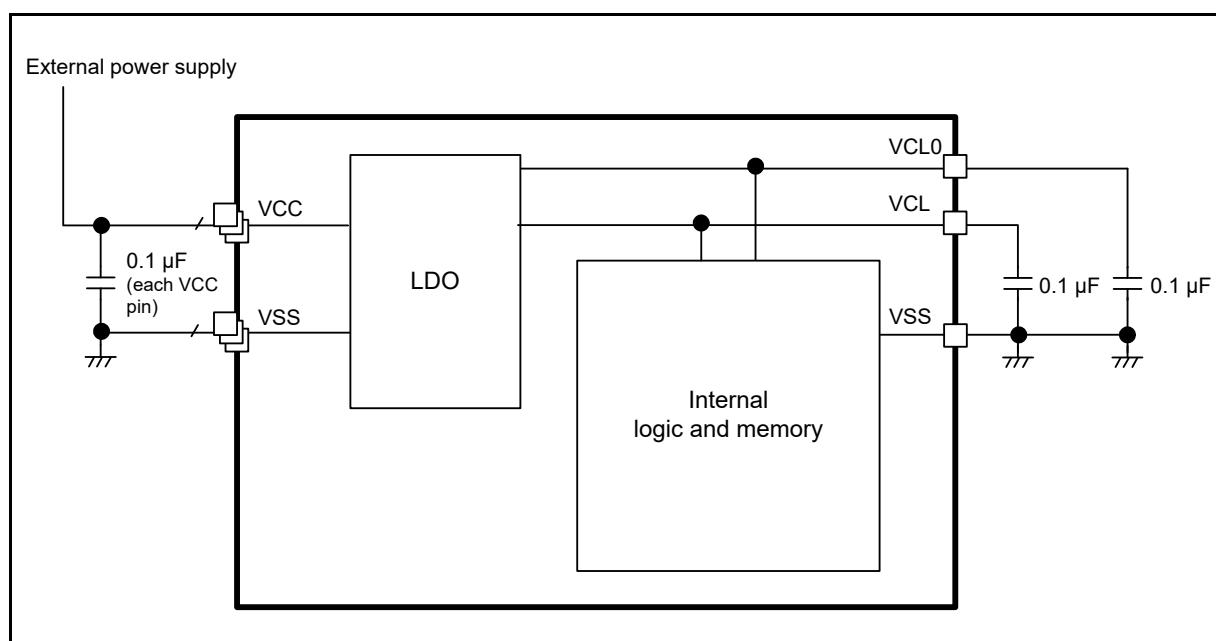 External power supply
VCL0
VCC
VCL
0.1 µF
(each VCC
pin)
LDO
0.1 µF
0.1 µF
VSS
VSS
Internal
logic and memory